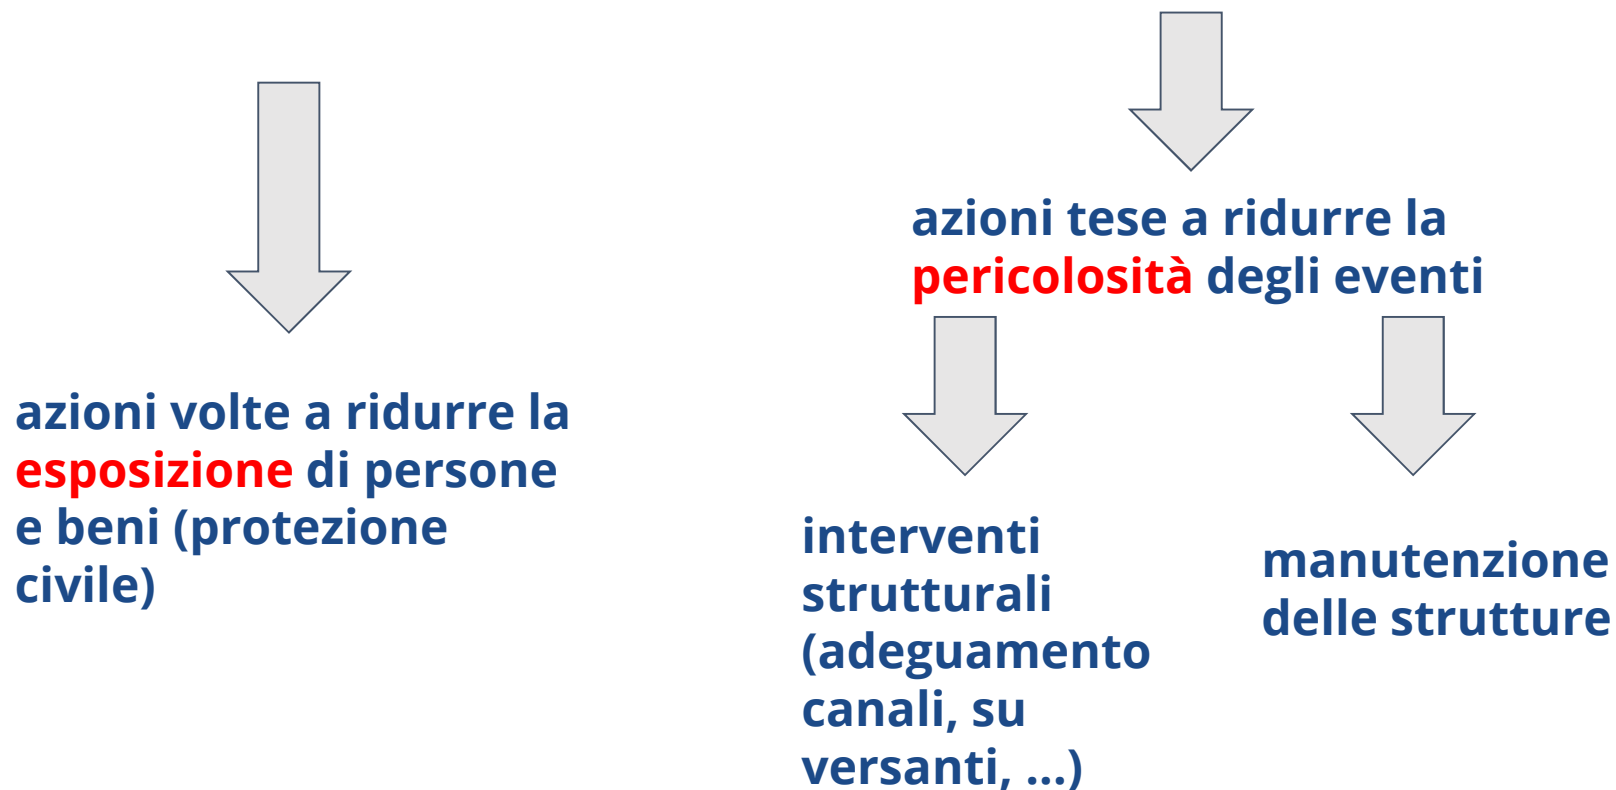 azioni tese a ridurre la
pericolosità degli eventi
azioni volte a ridurre la
esposizione di persone
e beni (protezione
civile)
interventi
strutturali
(adeguamento
canali, su
versanti, ...)
manutenzione
delle strutture